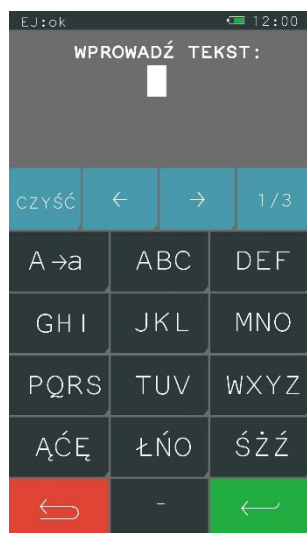 EJ:ok 12:00
WPROWADŹ TEKST:
CZYŚĆ ← → 1/3
A→a ABC DEF
GHI JKL MNO
PQRS TUV WXYZ
ĄĆĘ ŁŃO ŚŻŹ
-